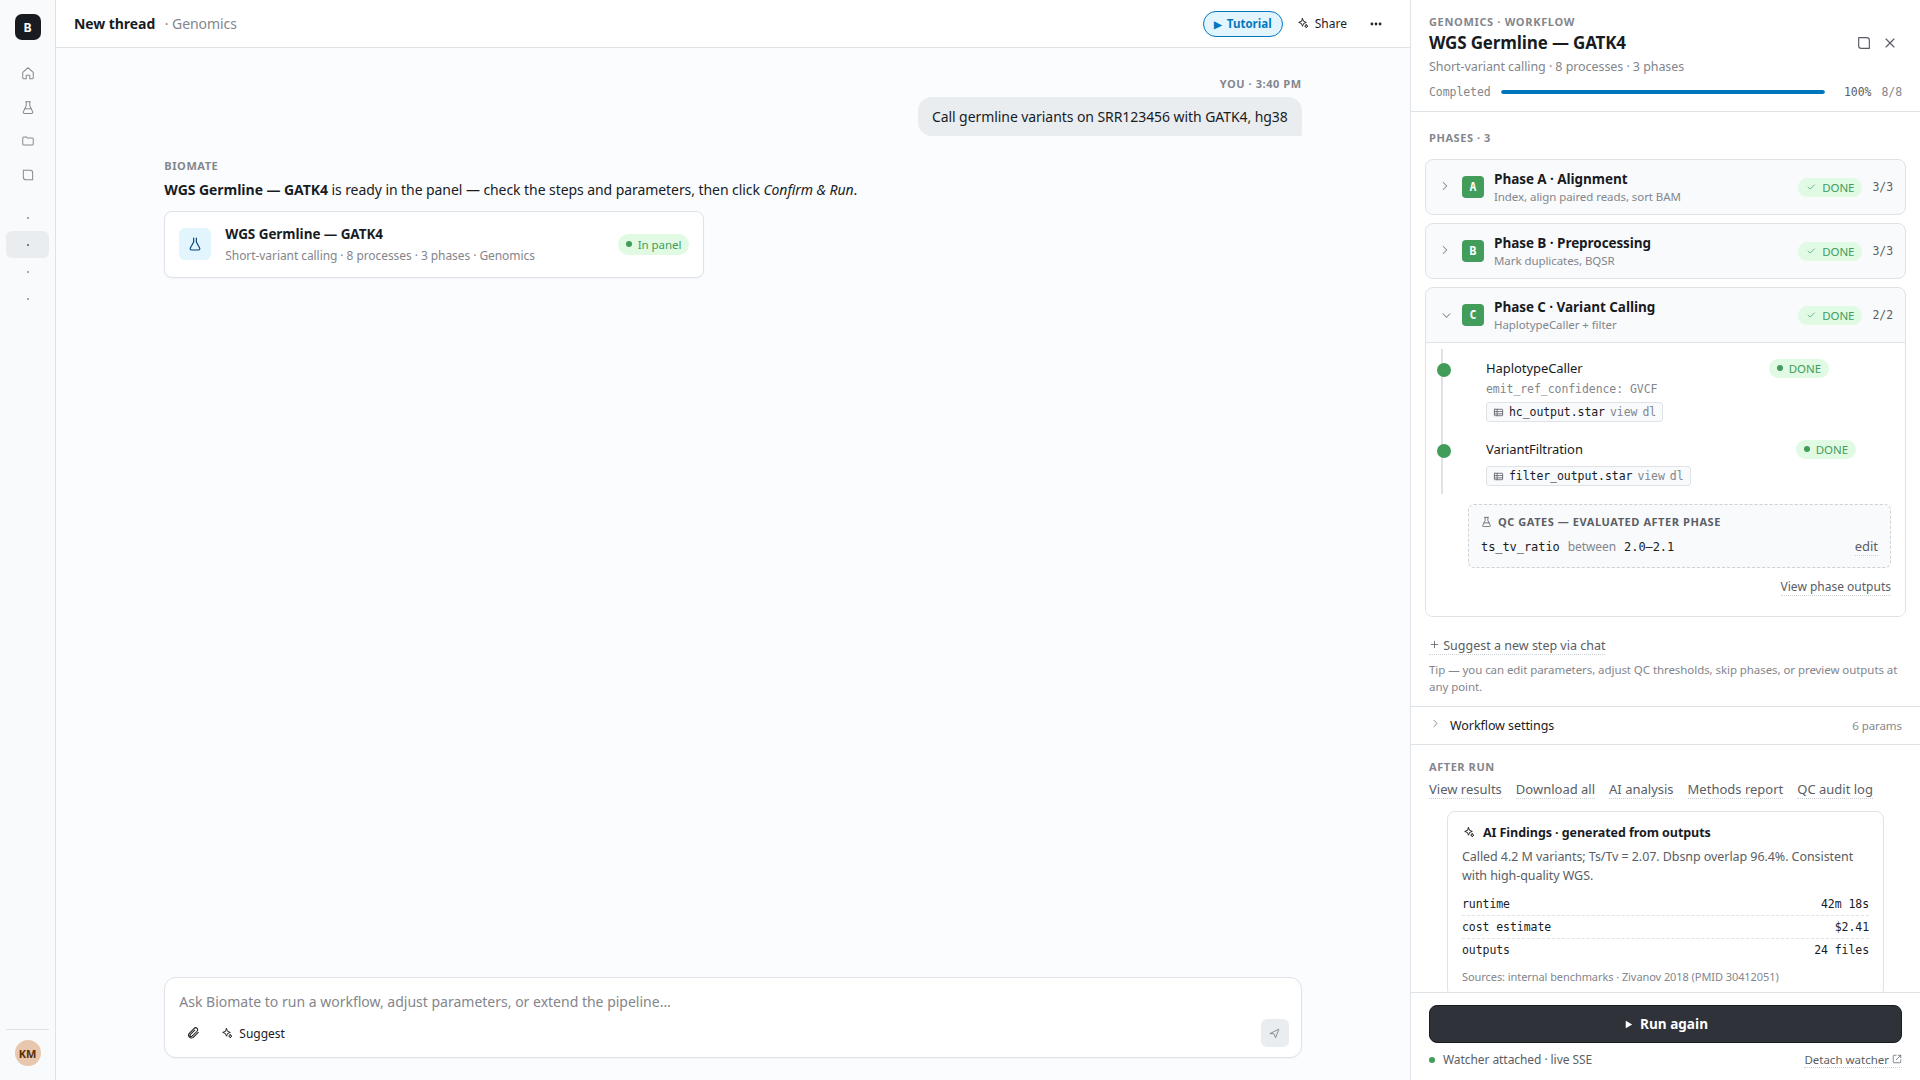 B
New thread · Genomics
▶ Tutorial
Share
YOU · 3:40 PM
Call germline variants on SRR123456 with GATK4, hg38
BIOMATE
WGS Germline — GATK4 is ready in the panel — check the steps and parameters, then click Confirm & Run.
WGS Germline — GATK4
Short-variant calling · 8 processes · 3 phases · Genomics
In panel
Ask Biomate to run a workflow, adjust parameters, or extend the pipeline...
Suggest
KM
GENOMICS · WORKFLOW
WGS Germline — GATK4
Short-variant calling · 8 processes · 3 phases
Completed 100% 8/8
PHASES · 3
A
Phase A · Alignment
Index, align paired reads, sort BAM
DONE 3/3
B
Phase B · Preprocessing
Mark duplicates, BQSR
DONE 3/3
C
Phase C · Variant Calling
HaplotypeCaller + filter
DONE 2/2
HaplotypeCaller DONE
emit_ref_confidence: GVCF
hc_output.star view dl
VariantFiltration DONE
filter_output.star view dl
QC GATES — EVALUATED AFTER PHASE
ts_tv_ratio between 2.0–2.1 edit
View phase outputs
+ Suggest a new step via chat
Tip — you can edit parameters, adjust QC thresholds, skip phases, or preview outputs at
any point.
Workflow settings 6 params
AFTER RUN
View results Download all AI analysis Methods report QC audit log
AI Findings · generated from outputs
Called 4.2 M variants; Ts/Tv = 2.07. Dbsnp overlap 96.4%. Consistent
with high-quality WGS.
runtime 42m 18s
cost estimate $2.41
outputs 24 files
Sources: internal benchmarks · Zivanov 2018 (PMID 30412051)
▶ Run again
Watcher attached · live SSE Detach watcher